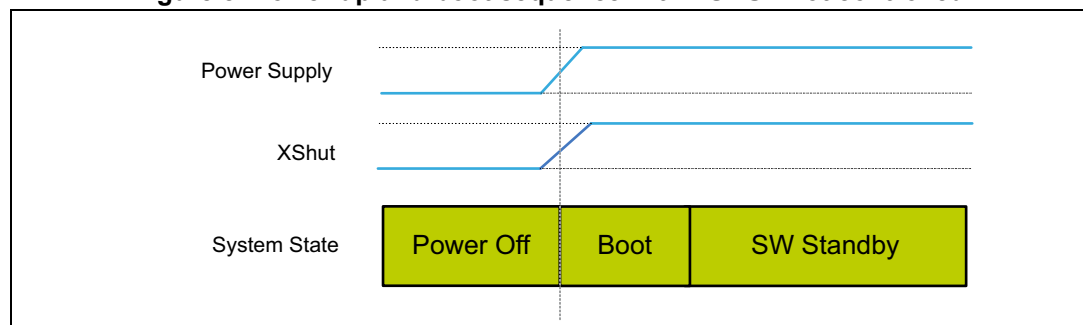 Power Supply
XShut
System State
Power Off
Boot
SW Standby